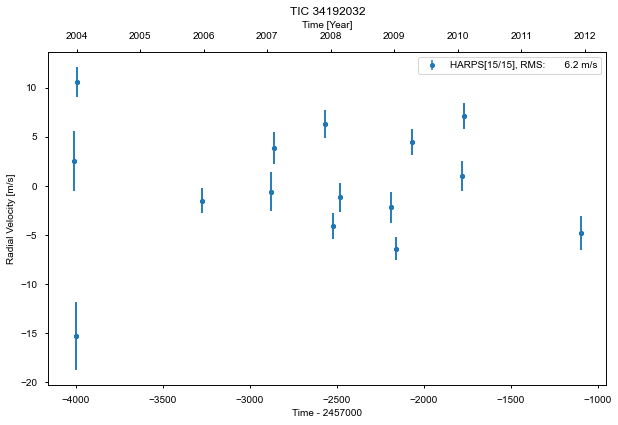 TIC 34192032
Time [Year]
2004 2005 2006 2007 2008 2009 2010 2011 2012
HARPS[15/15], RMS: 6.2 m/s
10
5
0
−5
−10
−15
−20
Radial Velocity [m/s]
−4000 −3500 −3000 −2500 −2000 −1500 −1000
Time - 2457000